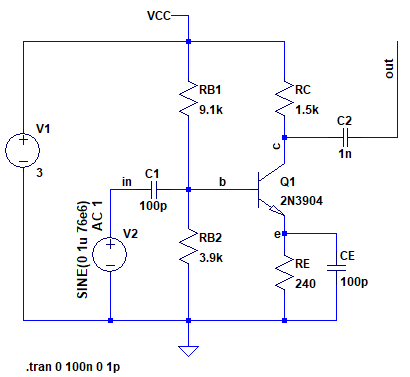 VCC
RB1
9.1k
RC
1.5k
out
C2
1n
V1
3
in
C1
100p
b
c
Q1
2N3904
SINE(0 1u 76e6)
AC 1
V2
RB2
3.9k
e
RE
240
CE
100p
.tran 0 100n 0 1p